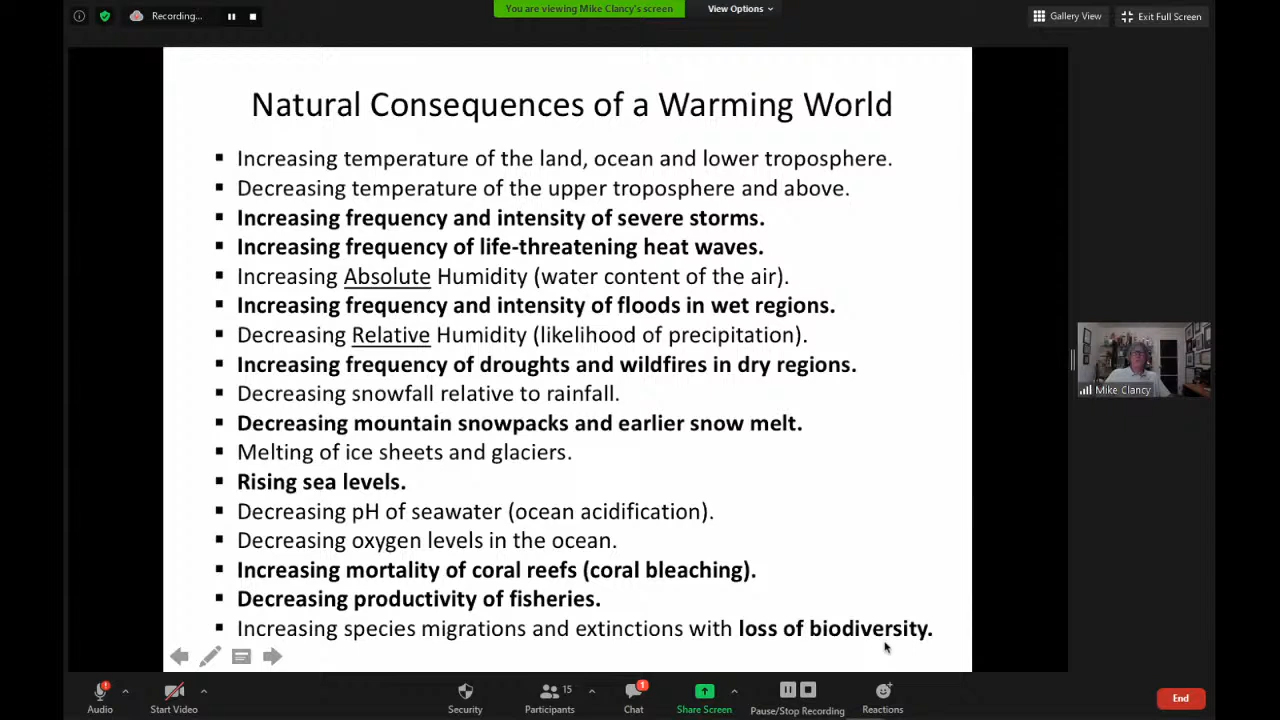 Recording...
You are viewing Mike Clancy's screen
View Options
Gallery View
Exit Full Screen
Natural Consequences of a Warming World
▪ Increasing temperature of the land, ocean and lower troposphere.
▪ Decreasing temperature of the upper troposphere and above.
▪ Increasing frequency and intensity of severe storms.
▪ Increasing frequency of life-threatening heat waves.
▪ Increasing Absolute Humidity (water content of the air).
▪ Increasing frequency and intensity of floods in wet regions.
▪ Decreasing Relative Humidity (likelihood of precipitation).
▪ Increasing frequency of droughts and wildfires in dry regions.
▪ Decreasing snowfall relative to rainfall.
▪ Decreasing mountain snowpacks and earlier snow melt.
▪ Melting of ice sheets and glaciers.
▪ Rising sea levels.
▪ Decreasing pH of seawater (ocean acidification).
▪ Decreasing oxygen levels in the ocean.
▪ Increasing mortality of coral reefs (coral bleaching).
▪ Decreasing productivity of fisheries.
▪ Increasing species migrations and extinctions with loss of biodiversity.
Mike Clancy
Audio
Start Video
Security
15
Participants
1
Chat
Share Screen
Pause/Stop Recording
Reactions
End